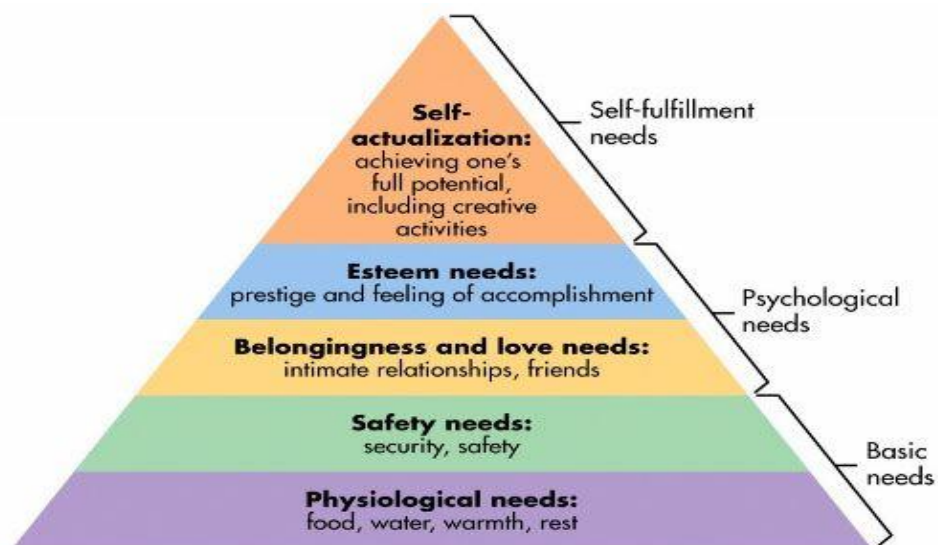 Self-
actualization:
achieving one's
full potential,
including creative
activities
Self-fulfillment
needs
Esteem needs:
prestige and feeling of accomplishment
Psychological
needs
Belongingness and love needs:
intimate relationships, friends
Safety needs:
security, safety
Basic
needs
Physiological needs:
food, water, warmth, rest